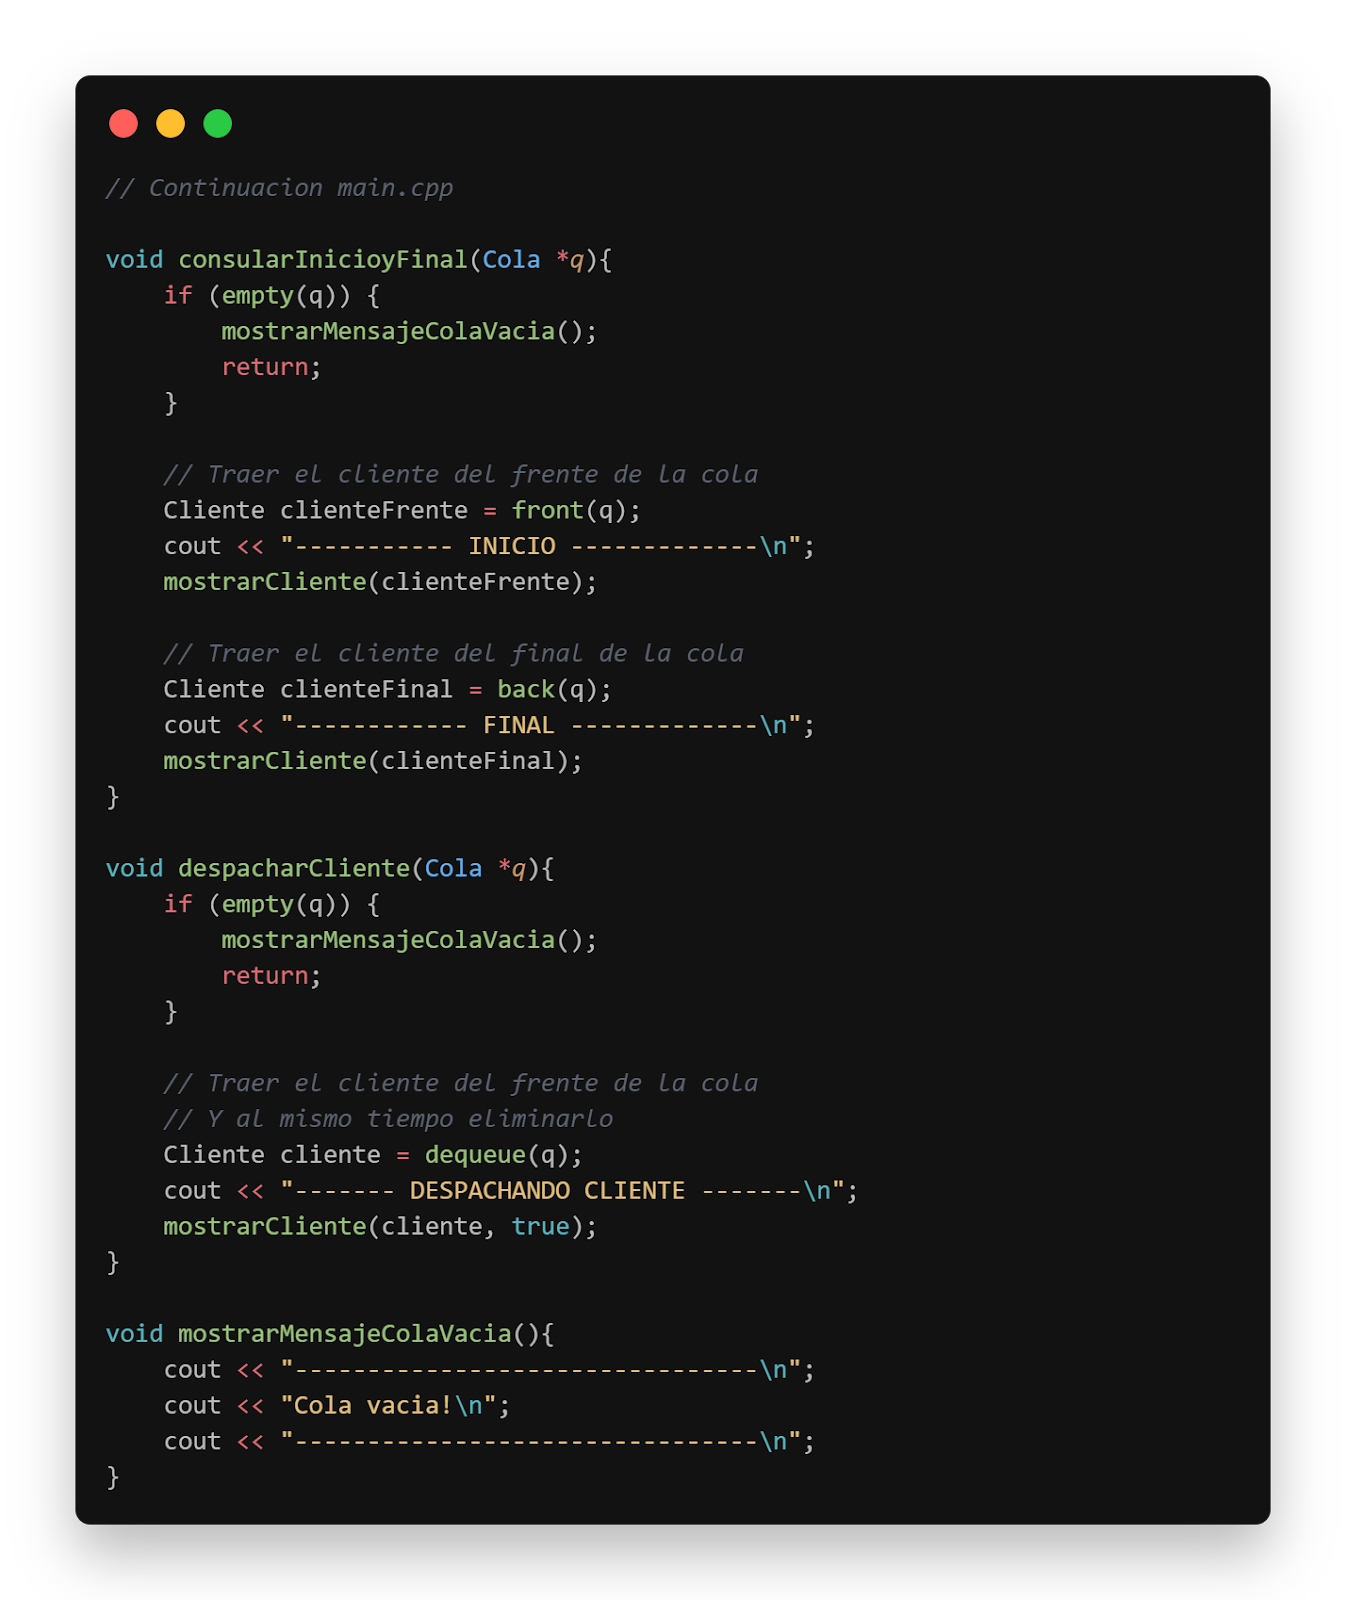 // Continuacion main.cpp
void consularInicioyFinal(Cola *q){
    if (empty(q)) {
        mostrarMensajeColaVacia();
        return;
    }
    // Traer el cliente del frente de la cola
    Cliente clienteFrente = front(q);
    cout << "----------- INICIO -------------\n";
    mostrarCliente(clienteFrente);
    // Traer el cliente del final de la cola
    Cliente clienteFinal = back(q);
    cout << "------------ FINAL -------------\n";
    mostrarCliente(clienteFinal);
}
void despacharCliente(Cola *q){
    if (empty(q)) {
        mostrarMensajeColaVacia();
        return;
    }
    // Traer el cliente del frente de la cola
    // Y al mismo tiempo eliminarlo
    Cliente cliente = dequeue(q);
    cout << "------- DESPACHANDO CLIENTE -------\n";
    mostrarCliente(cliente, true);
}
void mostrarMensajeColaVacia(){
    cout << "--------------------------------\n";
    cout << "Cola vacia!\n";
    cout << "--------------------------------\n";
}